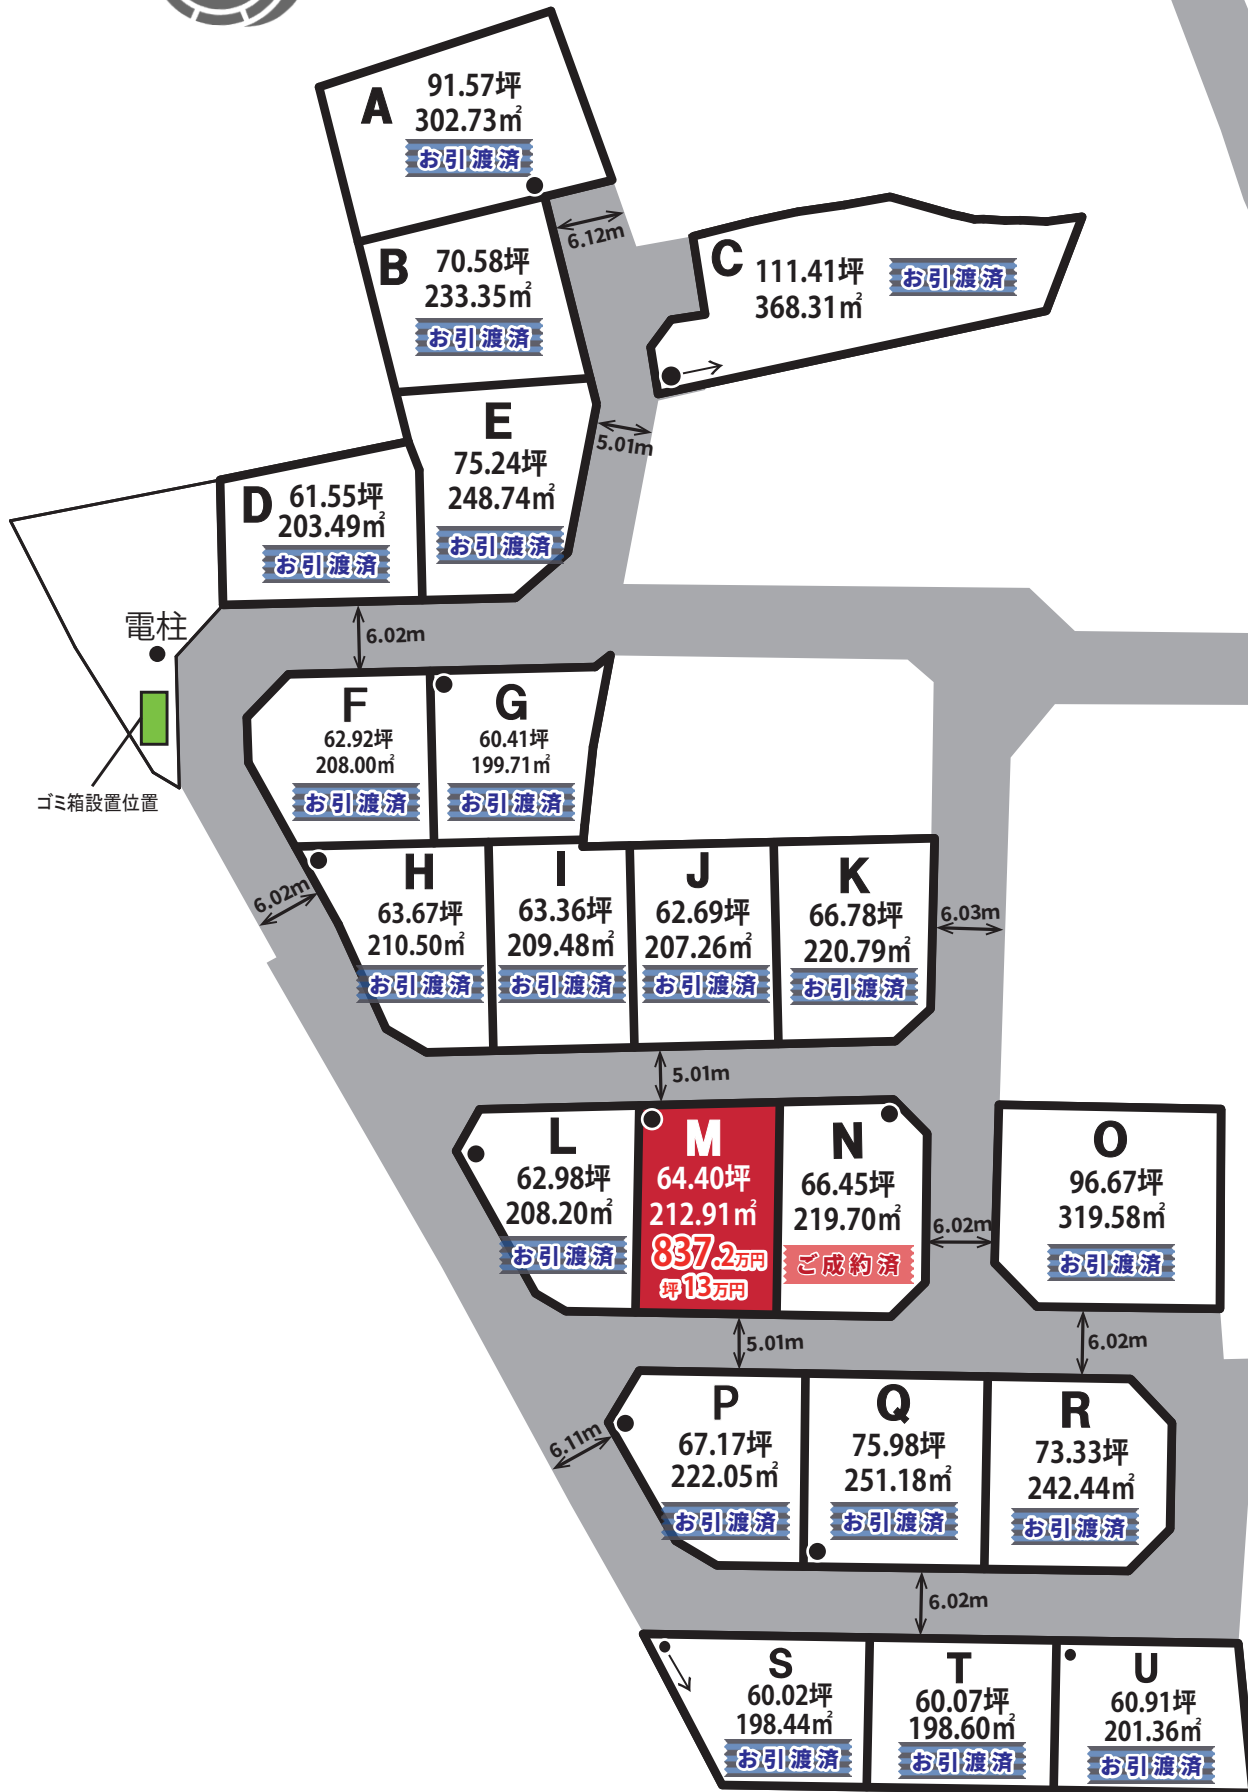 A
91.57坪
302.73㎡
お引渡済
6.12m
B
70.58坪
233.35㎡
お引渡済
C
111.41坪
368.31㎡
お引渡済
E
75.24坪
248.74㎡
お引渡済
5.01m
D
61.55坪
203.49㎡
お引渡済
電柱
ゴミ箱設置位置
6.02m
F
62.92坪
208.00㎡
お引渡済
G
60.41坪
199.71㎡
お引渡済
6.02m
H
63.67坪
210.50㎡
お引渡済
I
63.36坪
209.48㎡
お引渡済
J
62.69坪
207.26㎡
お引渡済
K
66.78坪
220.79㎡
お引渡済
6.03m
5.01m
L
62.98坪
208.20㎡
お引渡済
M
64.40坪
212.91㎡
837.2万円
坪13万円
N
66.45坪
219.70㎡
ご成約済
6.02m
O
96.67坪
319.58㎡
お引渡済
5.01m
6.02m
6.11m
P
67.17坪
222.05㎡
お引渡済
Q
75.98坪
251.18㎡
お引渡済
R
73.33坪
242.44㎡
お引渡済
6.02m
S
60.02坪
198.44㎡
お引渡済
T
60.07坪
198.60㎡
お引渡済
U
60.91坪
201.36㎡
お引渡済